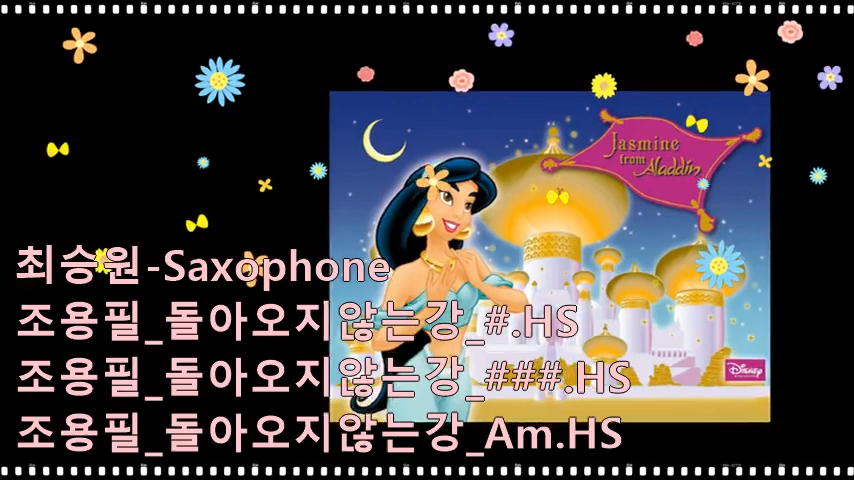 Jasmine
from Aladdin
최승원-Saxophone
조용필_돌아오지않는강_#.HS
조용필_돌아오지않는강_###.HS
조용필_돌아오지않는강_Am.HS
Disney